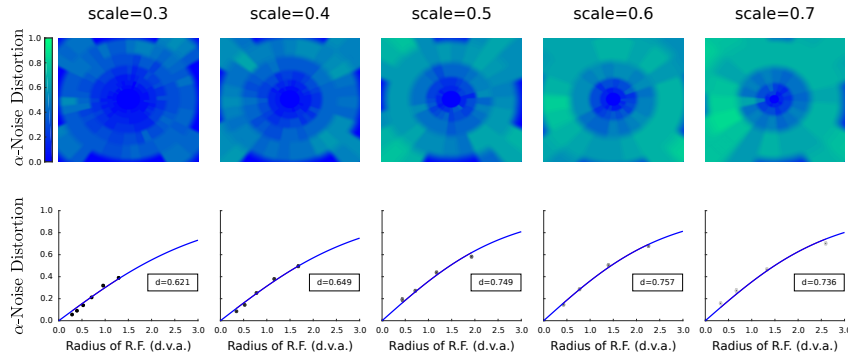 scale=0.3 scale=0.4 scale=0.5 scale=0.6 scale=0.7
α-Noise Distortion
1.0
0.8
0.6
0.4
0.2
0.0
α-Noise Distortion
1.0
0.8
0.6
0.4
0.2
0.0
d=0.621 d=0.649 d=0.749 d=0.757 d=0.736
0.0 0.5 1.0 1.5 2.0 2.5 3.0 0.0 0.5 1.0 1.5 2.0 2.5 3.0 0.0 0.5 1.0 1.5 2.0 2.5 3.0 0.0 0.5 1.0 1.5 2.0 2.5 3.0 0.0 0.5 1.0 1.5 2.0 2.5 3.0
Radius of R.F. (d.v.a.) Radius of R.F. (d.v.a.) Radius of R.F. (d.v.a.) Radius of R.F. (d.v.a.) Radius of R.F. (d.v.a.)